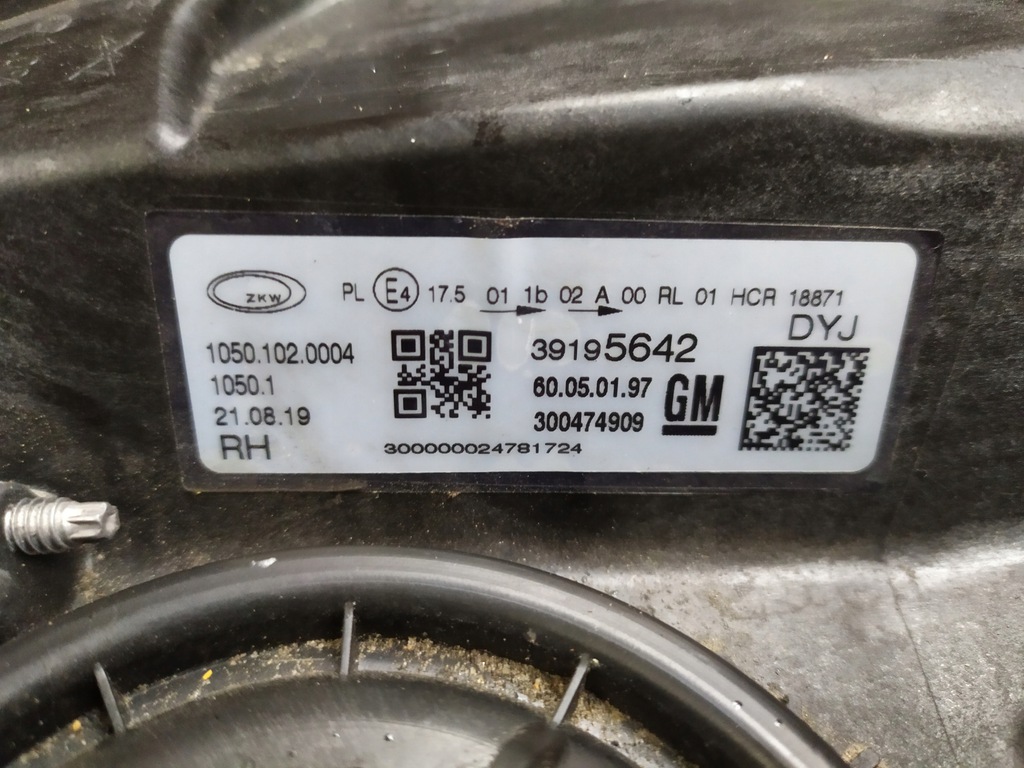 ZKW
PL E4 17.5 01 1b 02 A 00 RL 01 HCR 18871
DYJ
1050.102.0004
1050.1
21.08.19
RH
39195642
60.05.01.97
300474909
GM
300000024781724